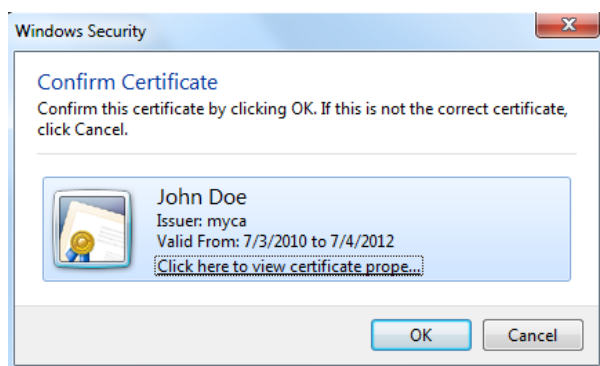 Windows Security
Confirm Certificate
Confirm this certificate by clicking OK. If this is not the correct certificate,
click Cancel.
John Doe
Issuer: myca
Valid From: 7/3/2010 to 7/4/2012
Click here to view certificate prope...
OK
Cancel